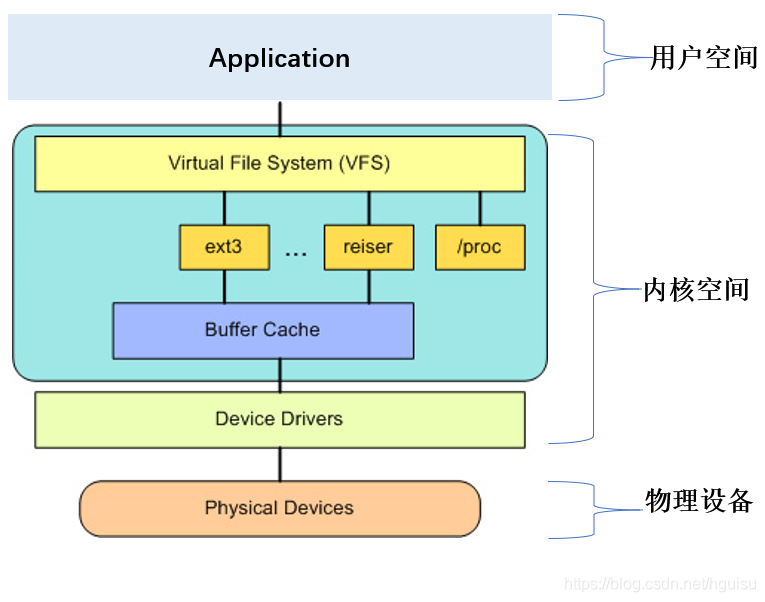 Application
用户空间
Virtual File System (VFS)
ext3
...
reiser
/proc
内核空间
Buffer Cache
Device Drivers
Physical Devices
物理设备
https://blog.csdn.net/hguisu